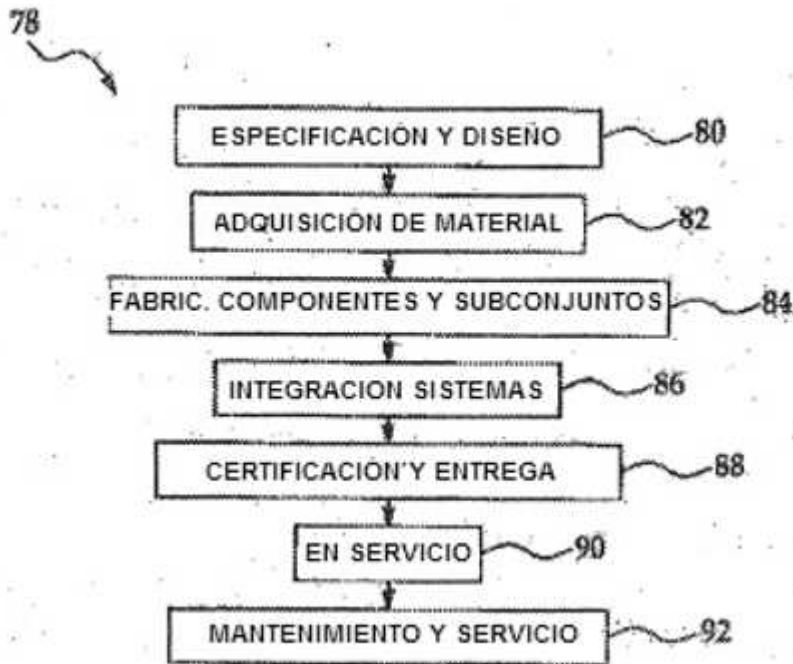 78
ESPECIFICACIÓN Y DISEÑO 80
ADQUISICIÓN DE MATERIAL 82
FABRIC. COMPONENTES Y SUBCONJUNTOS 84
INTEGRACION SISTEMAS 86
CERTIFICACIÓN Y ENTREGA 88
EN SERVICIO 90
MANTENIMIENTO Y SERVICIO 92